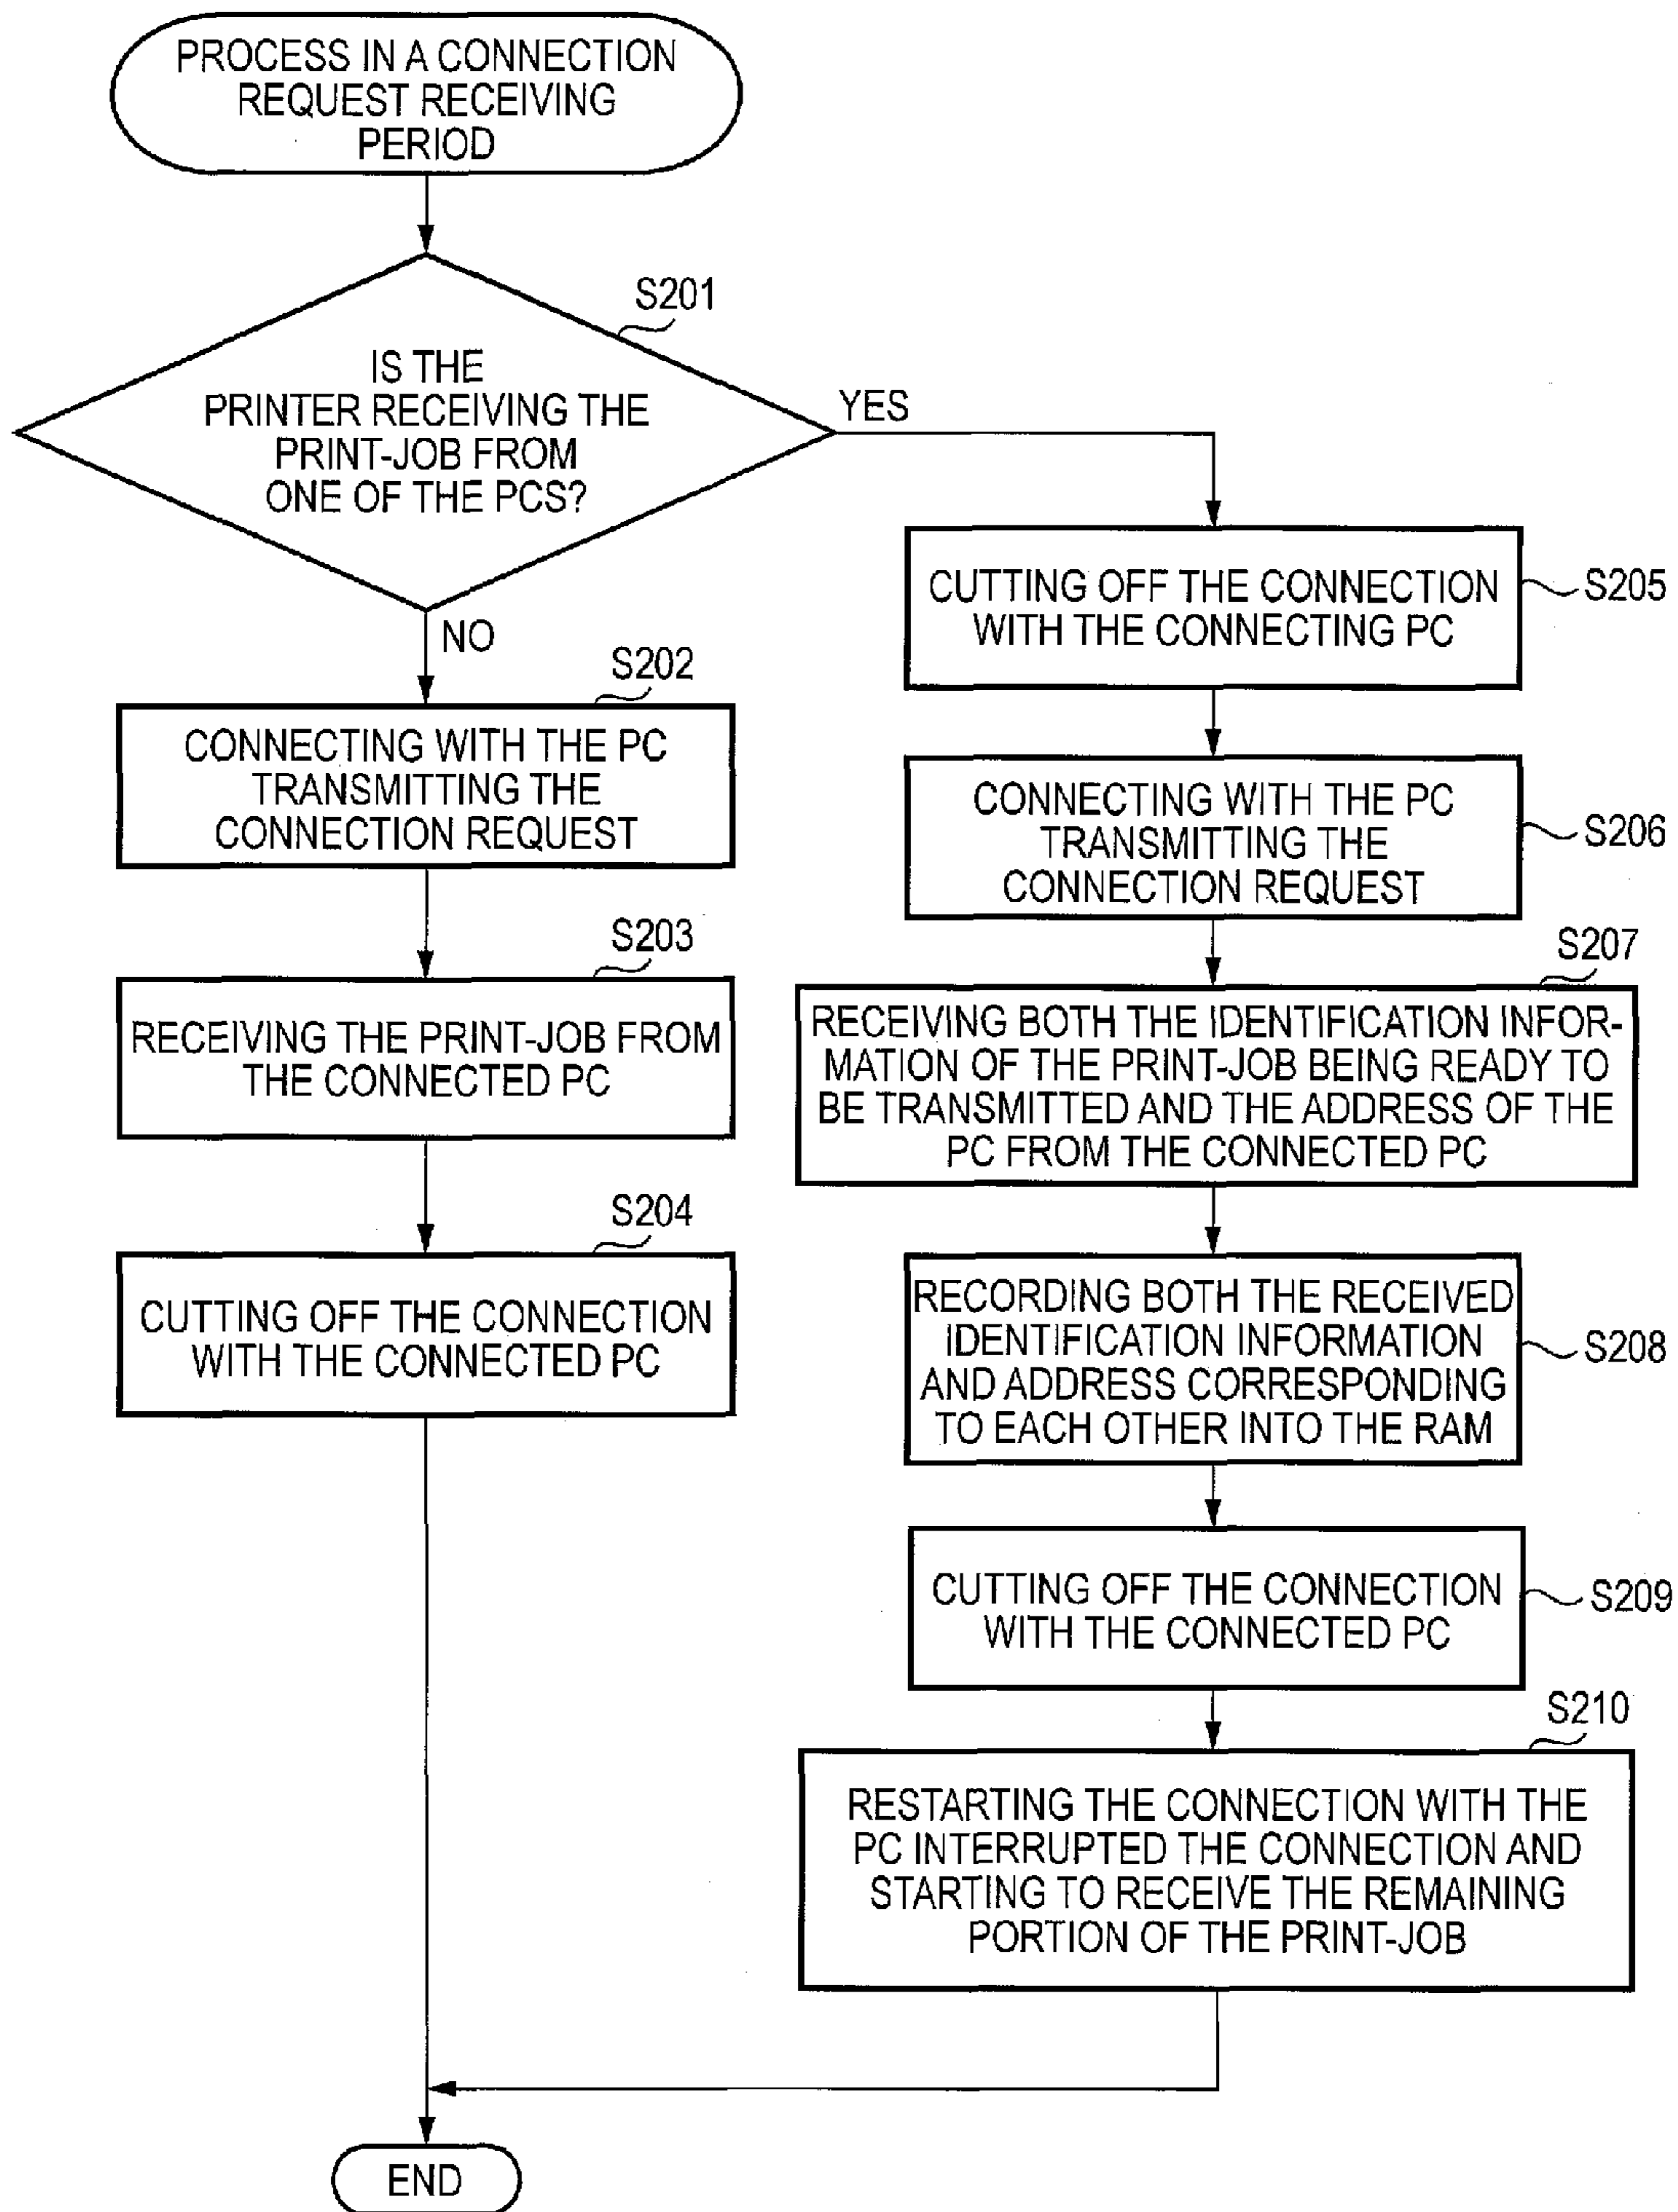 PROCESS IN A CONNECTION
REQUEST RECEIVING
PERIOD
S201
IS THE
PRINTER RECEIVING THE
PRINT-JOB FROM
ONE OF THE PCS?
YES
NO
S202
CONNECTING WITH THE PC
TRANSMITTING THE
CONNECTION REQUEST
S203
RECEIVING THE PRINT-JOB FROM
THE CONNECTED PC
S204
CUTTING OFF THE CONNECTION
WITH THE CONNECTED PC
CUTTING OFF THE CONNECTION
WITH THE CONNECTING PC
S205
CONNECTING WITH THE PC
TRANSMITTING THE
CONNECTION REQUEST
S206
S207
RECEIVING BOTH THE IDENTIFICATION INFOR-
MATION OF THE PRINT-JOB BEING READY TO
BE TRANSMITTED AND THE ADDRESS OF THE
PC FROM THE CONNECTED PC
RECORDING BOTH THE RECEIVED
IDENTIFICATION INFORMATION
AND ADDRESS CORRESPONDING
TO EACH OTHER INTO THE RAM
S208
CUTTING OFF THE CONNECTION
WITH THE CONNECTED PC
S209
S210
RESTARTING THE CONNECTION WITH THE
PC INTERRUPTED THE CONNECTION AND
STARTING TO RECEIVE THE REMAINING
PORTION OF THE PRINT-JOB
END